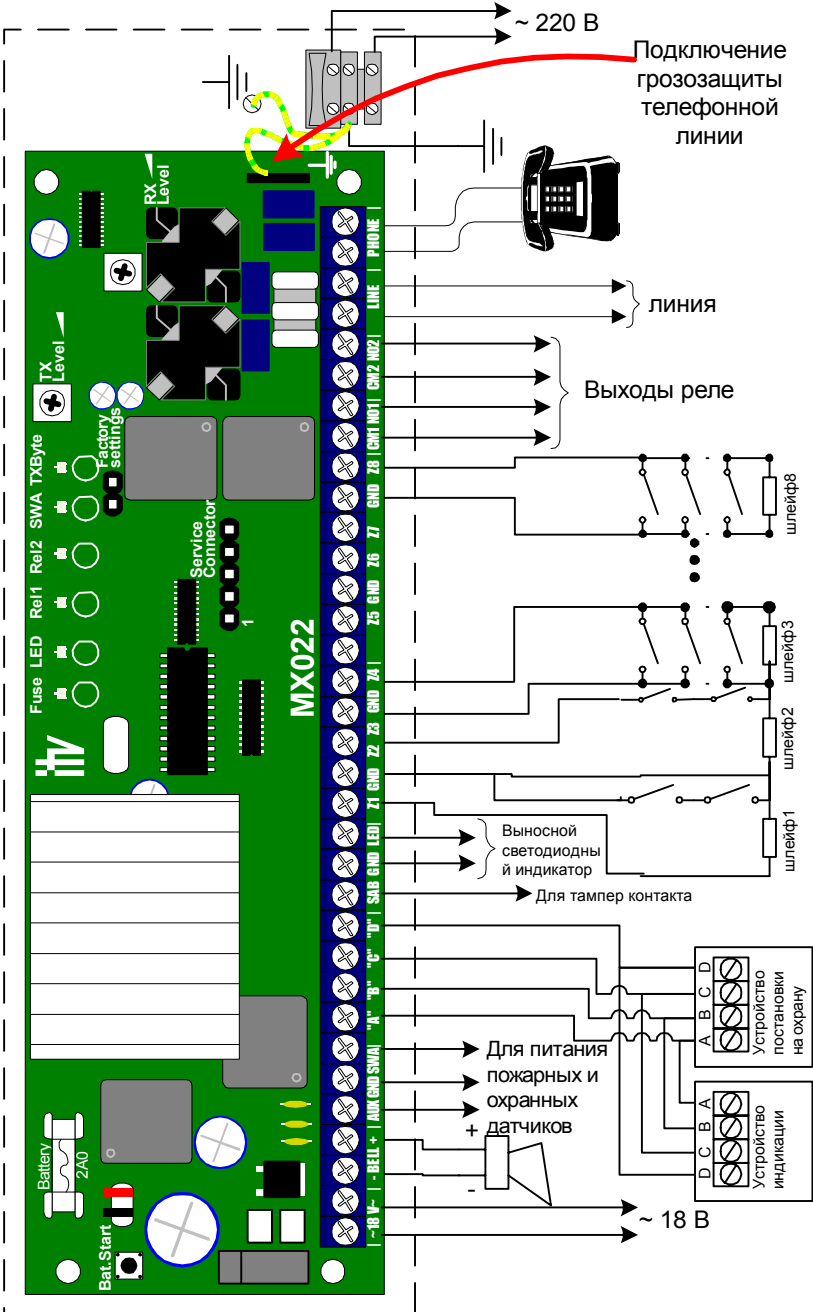 ~ 220 В
Подключение
грозозащиты
телефонной
линии
RX
Level
TX
Level
Factory
settings
TXByte
SWA
Rel2
Rel1
LED
Fuse
Service
Connector
1
MX022
itv
PHONE |
LINE |
CM2 NO2|
CM1 NO1|
Z8 |
GND
Z7
Z6
GND
Z5
Z4|
GND
Z3
Z2
GND
Z1
GND LED|
SAB |
"D" |
"C"
"B"
"A"
AUX GND SWA|
- BELL +
| ~18 V~ |
линия
Выходы реле
шлейф8
шлейф3
шлейф2
шлейф1
Выносной
светодиодны
й индикатор
Для тампер контакта
Для питания
пожарных и
охранных
датчиков
+
-
D
C
B
A
Устройство
постановки
на охрану
A
B
C
D
Устройство
индикации
~ 18 В
Battery
2A0
Bat.Start